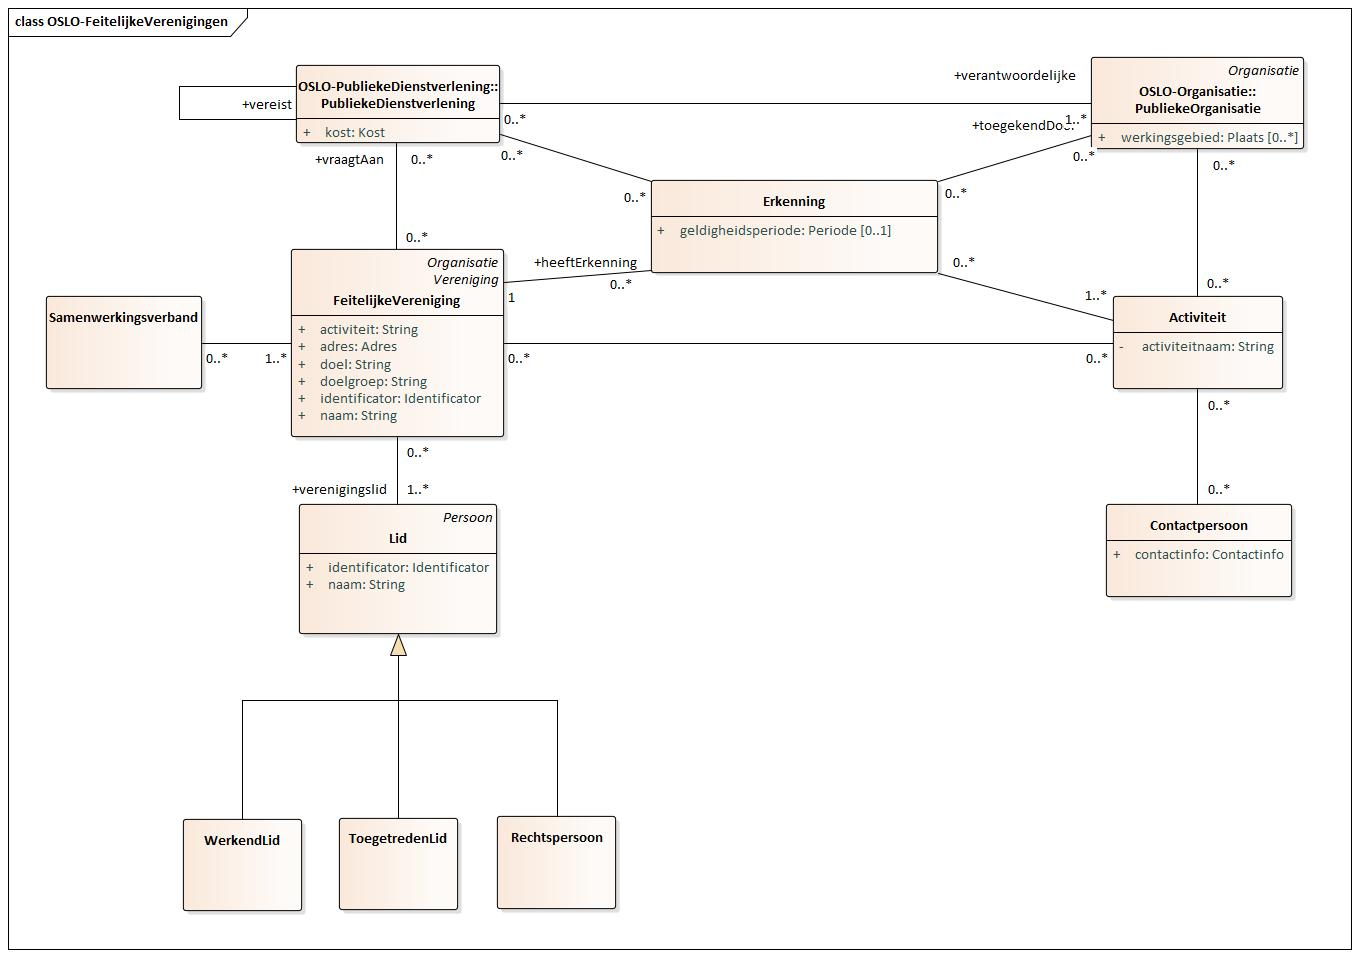 class OSLO-FeitelijkeVerenigingen
OSLO-PubliekeDienstverlening::
PubliekeDienstverlening
+ kost: Kost
+vereist
+verantwoordelijke
0..*
1..*
Organisatie
OSLO-Organisatie::
PubliekeOrganisatie
+ werkingsgebied: Plaats [0..*]
+vraagtAan
0..*
0..*
0..*
0..*
+toegekendDo
0..*
0..*
Erkenning
+ geldigheidsperiode: Periode [0..1]
0..*
0..*
+heeftErkenning
0..*
1
0..*
1..*
Organisatie
Vereniging
FeitelijkeVereniging
+ activiteit: String
+ adres: Adres
+ doel: String
+ doelgroep: String
+ identificator: Identificator
+ naam: String
Samenwerkingsverband
0..*
1..*
0..*
0..*
Activiteit
- activiteitnaam: String
0..*
0..*
Contactpersoon
+ contactinfo: Contactinfo
0..*
+verenigingslid
1..*
Persoon
Lid
+ identificator: Identificator
+ naam: String
WerkendLid
ToegetredenLid
Rechtspersoon